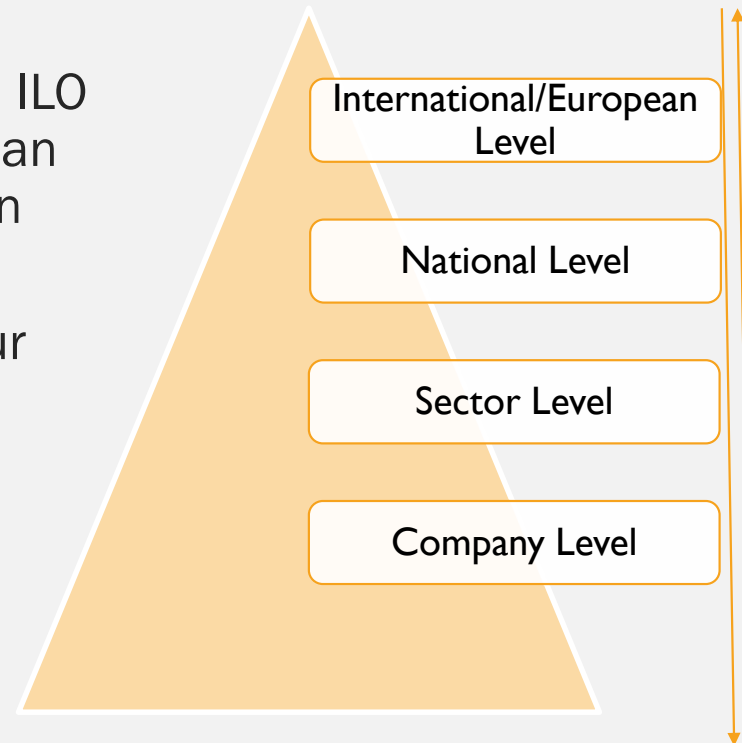 ILO
an
n
ur
International/European
Level
National Level
Sector Level
Company Level